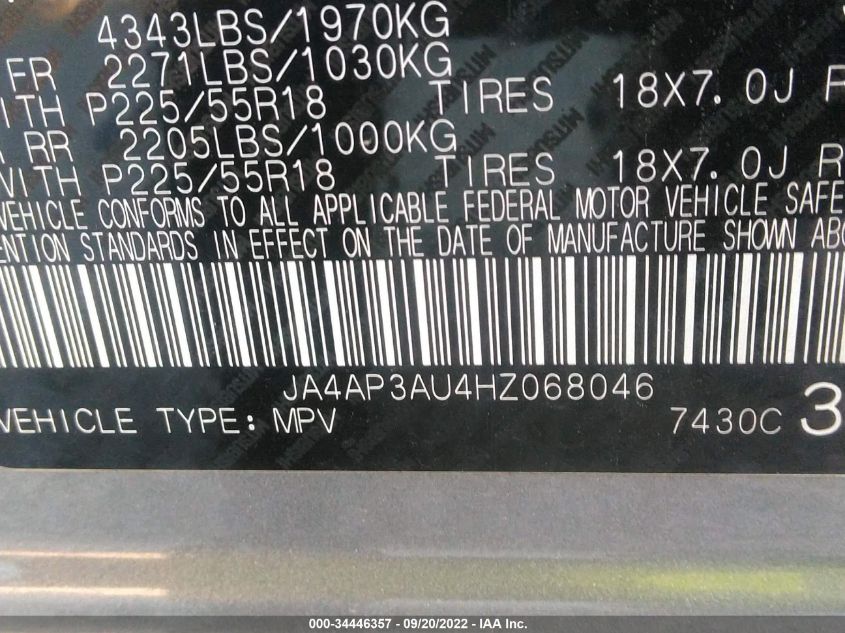 4343LBS/1970KG
FR 2271LBS/1030KG
ITH P225/55R18 TIRES 18X7.0J R
RR 2205LBS/1000KG
WITH P225/55R18 TIRES 18X7.0J R
VEHICLE CONFORMS TO ALL APPLICABLE FEDERAL MOTOR VEHICLE SAFE
ENTION STANDARDS IN EFFECT ON THE DATE OF MANUFACTURE SHOWN ABO
JA4AP3AU4HZ068046
VEHICLE TYPE: MPV 7430C 3
000-34446357 - 09/20/2022 - IAA Inc.